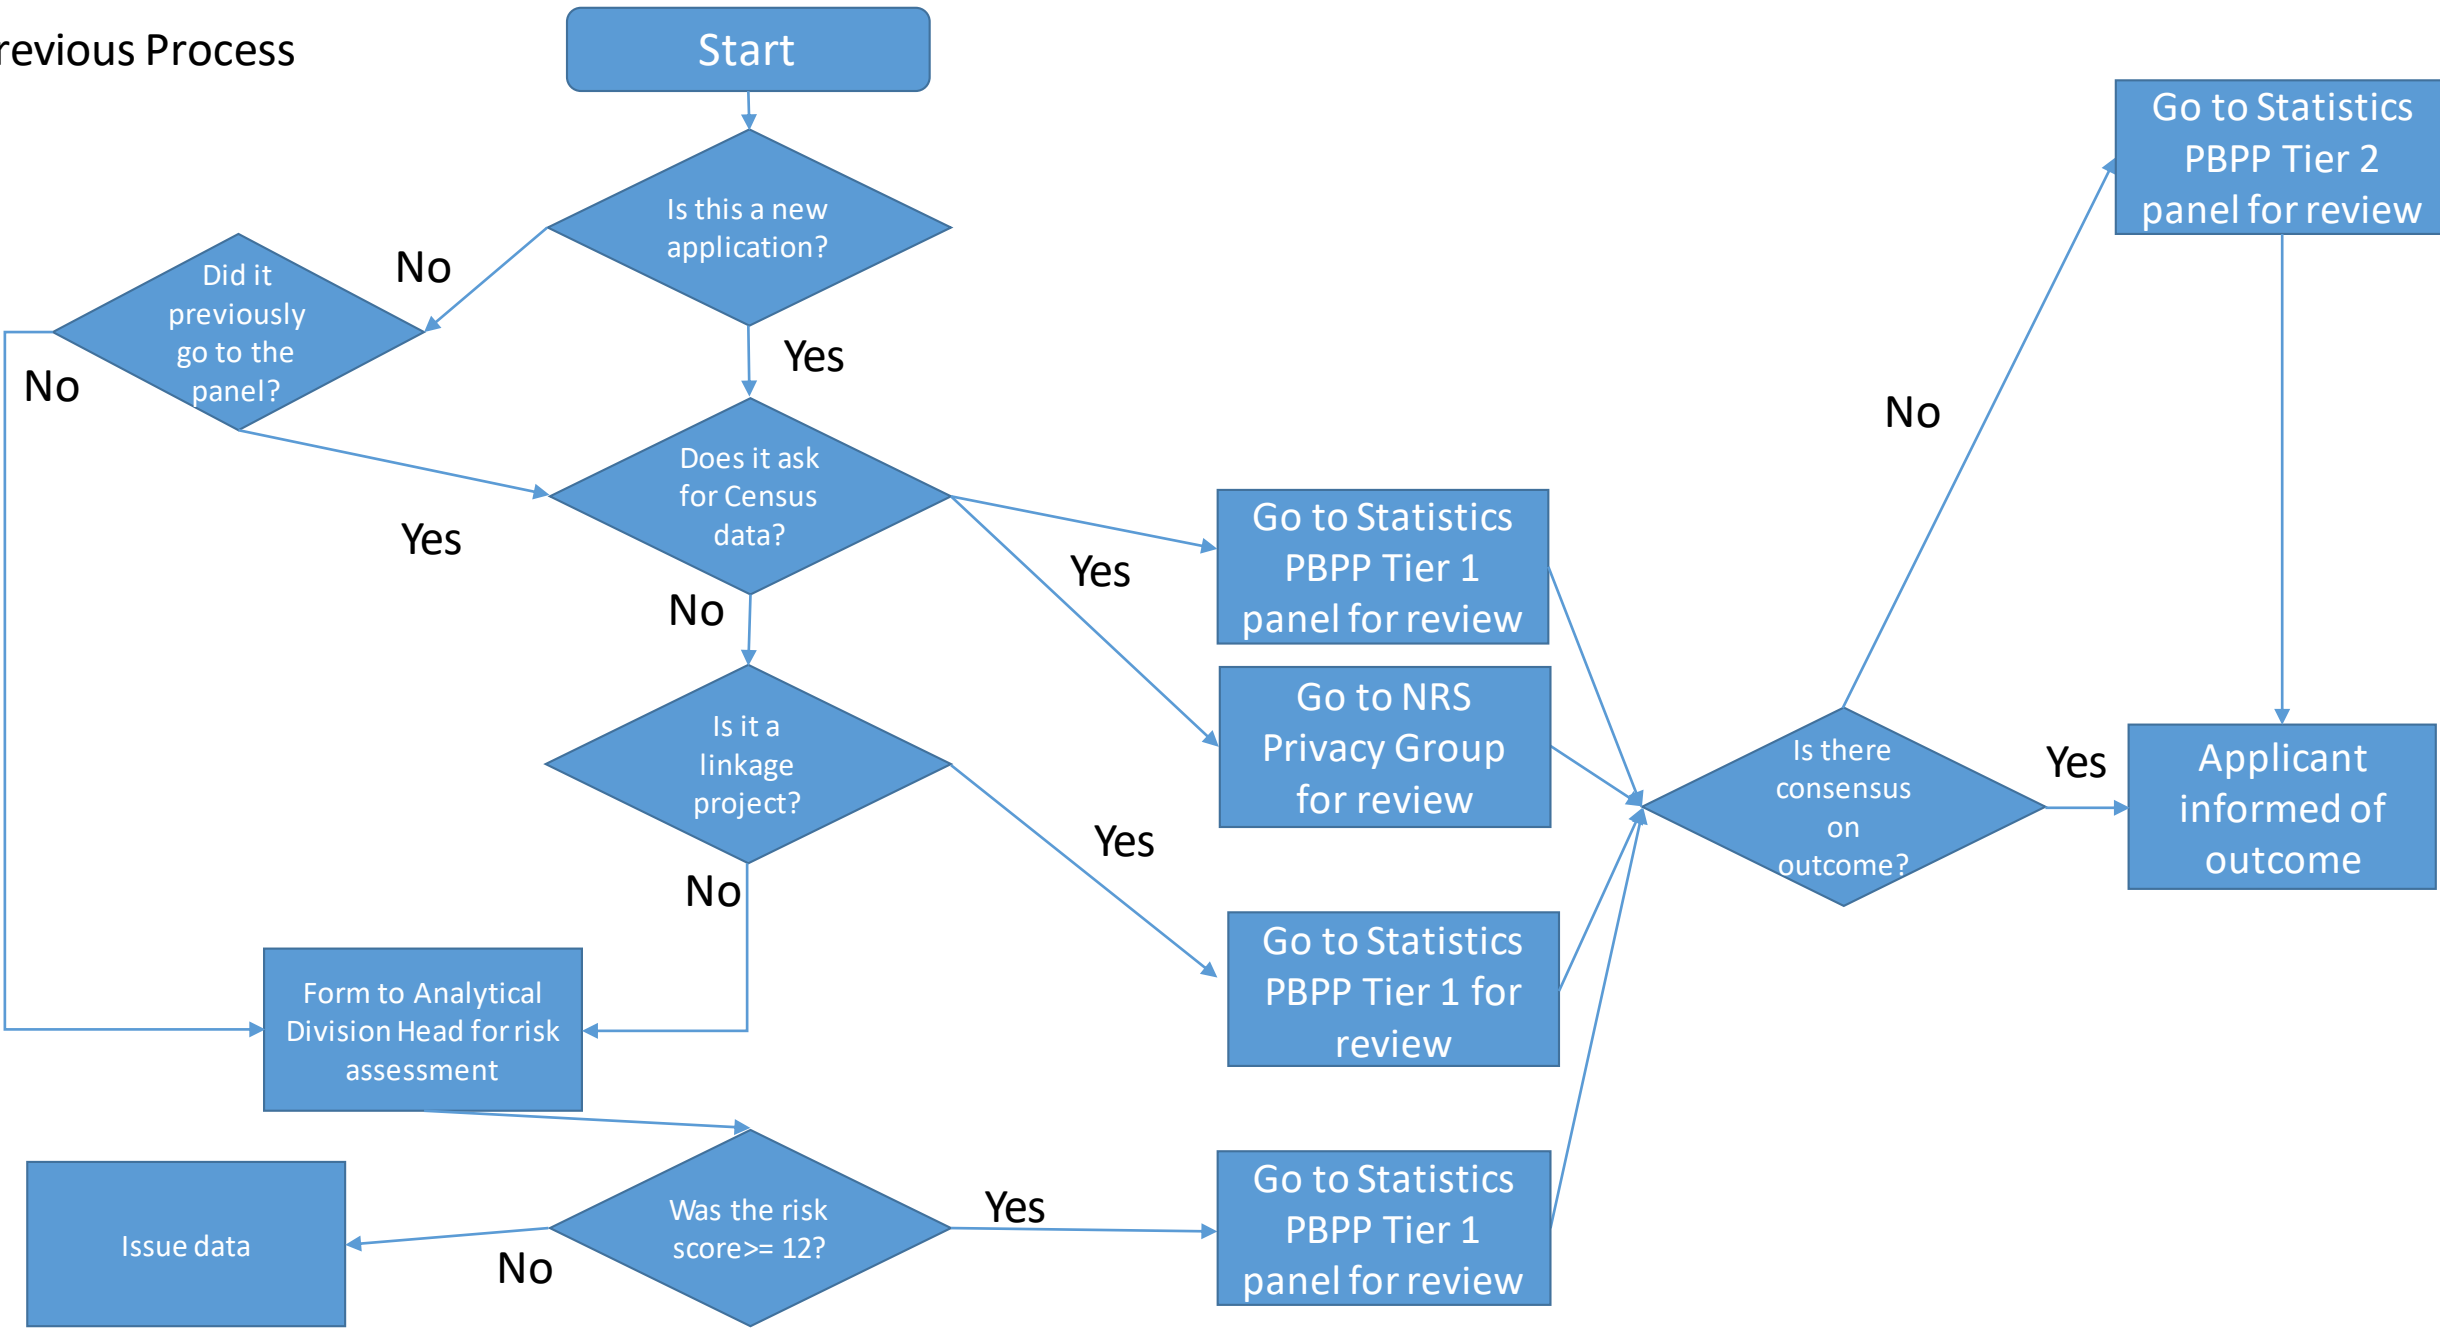 revious Process
Start
Go to Statistics
PBPP Tier 2
panel for review
Is this a new
application?
No
Did it
previously
go to the
panel?
No
Yes
No
Does it ask
for Census
data?
Yes
Yes
No
Go to Statistics
PBPP Tier 1
panel for review
Go to NRS
Privacy Group
for review
Is it a
linkage
project?
Yes
No
Is there
consensus
on
outcome?
Yes
Applicant
informed of
outcome
Go to Statistics
PBPP Tier 1 for
review
Form to Analytical
Division Head for risk
assessment
Issue data
No
Was the risk
score>= 12?
Yes
Go to Statistics
PBPP Tier 1
panel for review